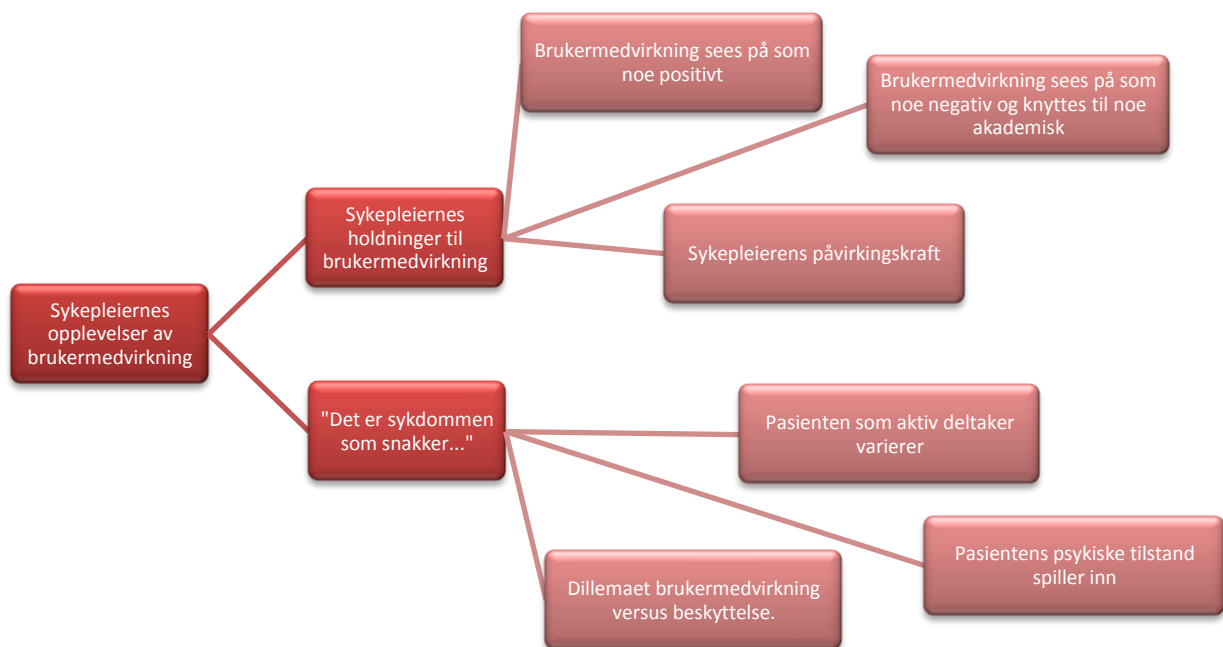 Sykepleiernes
opplevelser av
brukermedvirkning
Sykepleiernes
holdninger til
brukermedvirkning
Brukermedvirkning sees på som
noe positivt
Brukermedvirkning sees på som
noe negativ og knyttes til noe
akademisk
Sykepleierens påvirkingskraft
"Det er sykdommen
som snakker..."
Pasienten som aktiv deltaker
varierer
Pasientens psykiske tilstand
spiller inn
Dillemaet brukermedvirkning
versus beskyttelse.